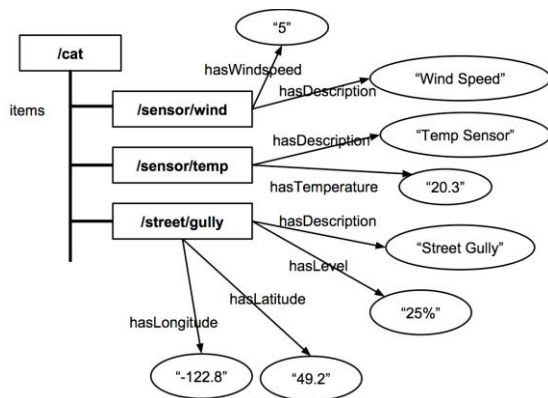 “5”
/cat
hasWindspeed
“Wind Speed”
items
hasDescription
/sensor/wind
“Temp Sensor”
hasDescription
/sensor/temp
hasTemperature
“20.3”
/street/gully
hasDescription
“Street Gully”
hasLevel
hasLatitude
“25%”
hasLongitude
“-122.8”
“49.2”